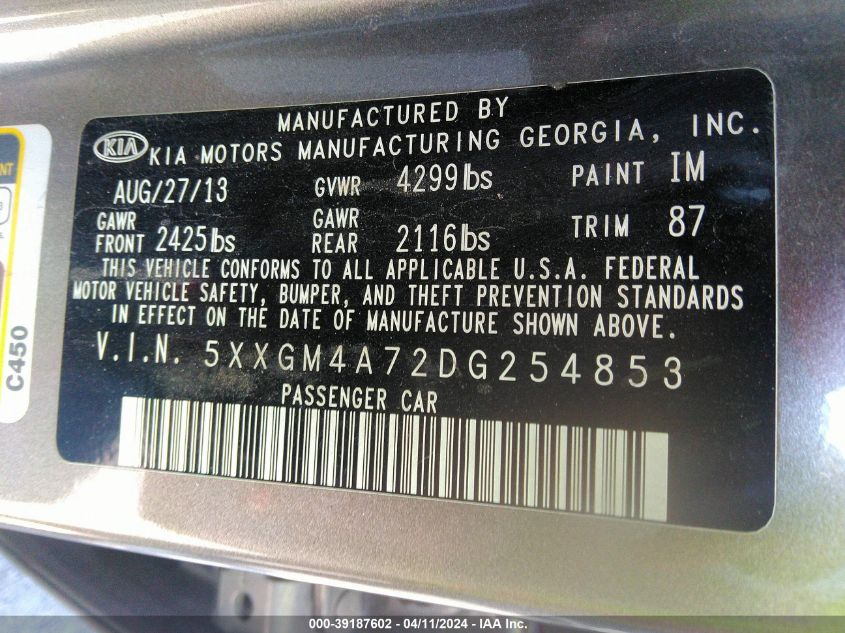 MANUFACTURED BY
KIA
KIA MOTORS MANUFACTURING GEORGIA, INC.
AUG/27/13 GVWR 4299lbs PAINT IM
GAWR FRONT 2425lbs GAWR REAR 2116lbs TRIM 87
THIS VEHICLE CONFORMS TO ALL APPLICABLE U.S.A. FEDERAL
MOTOR VEHICLE SAFETY, BUMPER, AND THEFT PREVENTION STANDARDS
IN EFFECT ON THE DATE OF MANUFACTURE SHOWN ABOVE.
V.I.N. 5XXGM4A72DG254853
PASSENGER CAR
C450
000-39187602 - 04/11/2024 - IAA Inc.